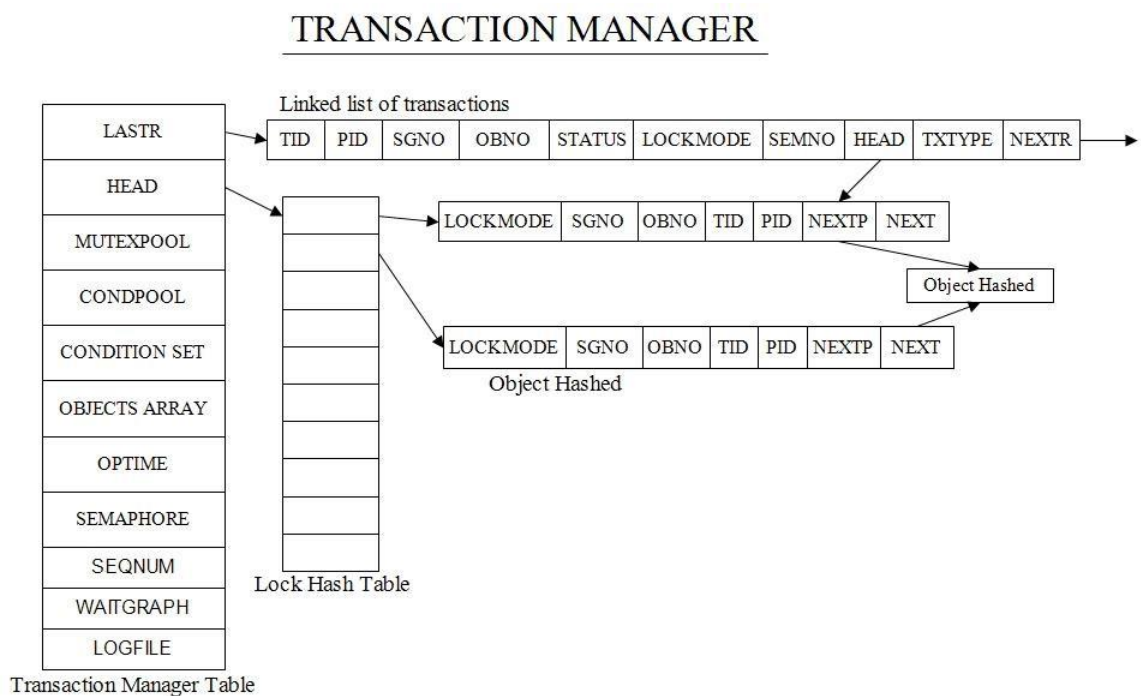 TRANSACTION MANAGER
Linked list of transactions
LASTR
TID PID SGNO OBNO STATUS LOCKMODE SEMNO HEAD TXTYPE NEXTR
HEAD
LOCKMODE SGNO OBNO TID PID NEXTP NEXT
MUTEXPOOL
CONDPOOL
Object Hashed
CONDITION SET
LOCKMODE SGNO OBNO TID PID NEXTP NEXT
Object Hashed
OBJECTS ARRAY
OPTIME
SEMAPHORE
SEQNUM
Lock Hash Table
WAITGRAPH
LOGFILE
Transaction Manager Table